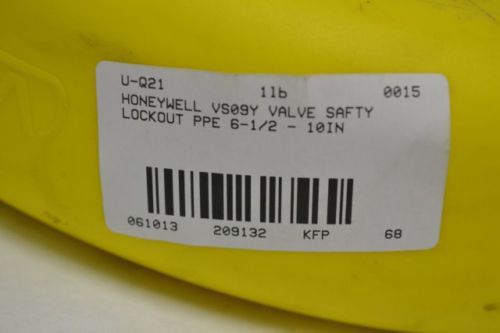 U-Q21 1lb 0015
HONEYWELL VS09Y VALVE SAFTY
LOCKOUT PPE 6-1/2 - 10IN
061013 209132 KFP 68